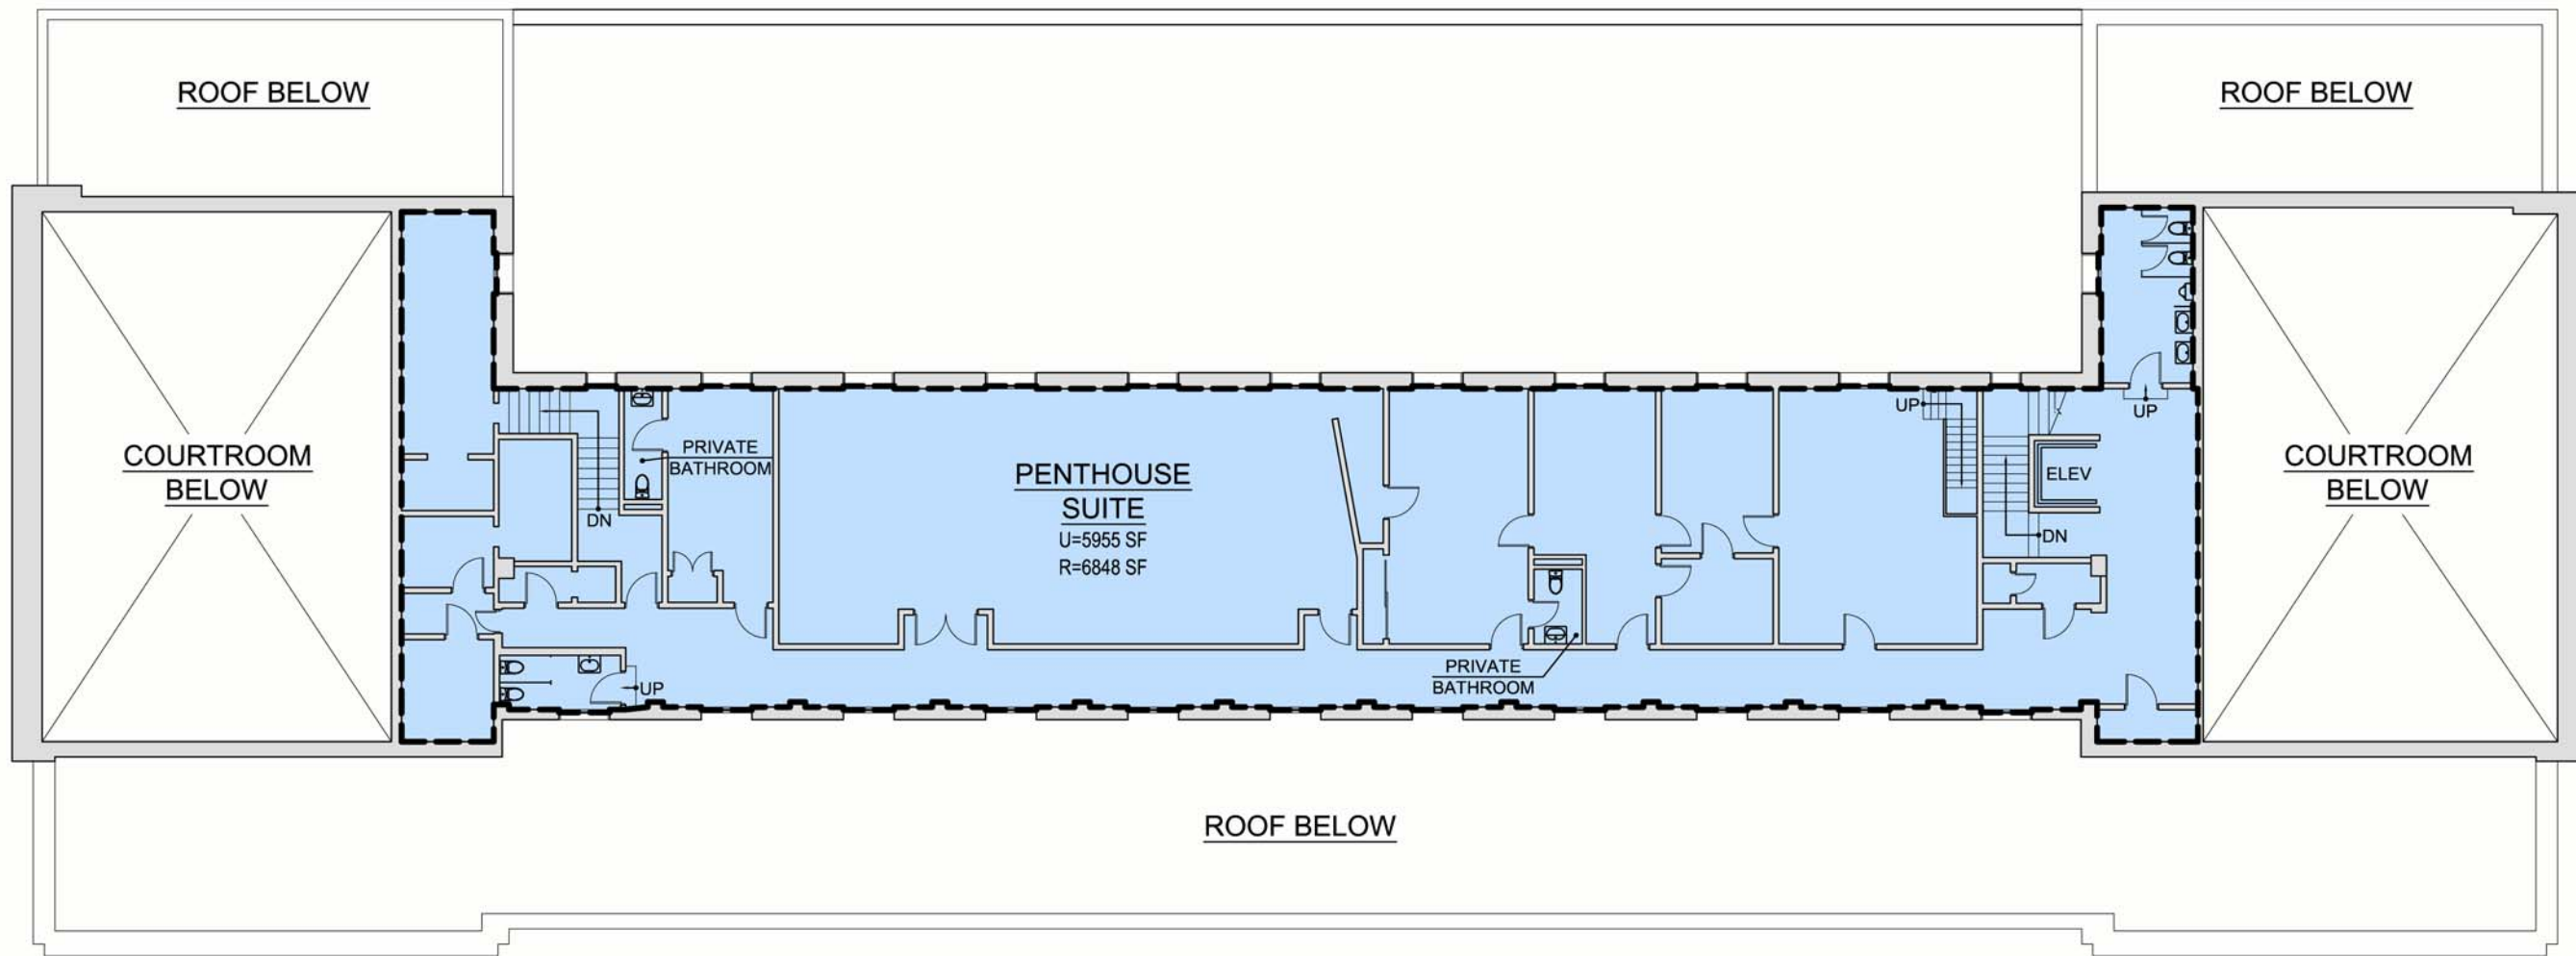 ROOF BELOW
ROOF BELOW
COURTROOM
BELOW
PRIVATE
BATHROOM
DN
PENTHOUSE
SUITE
U=5955 SF
R=6848 SF
UP
UP
ELEV
DN
COURTROOM
BELOW
UP
PRIVATE
BATHROOM
ROOF BELOW